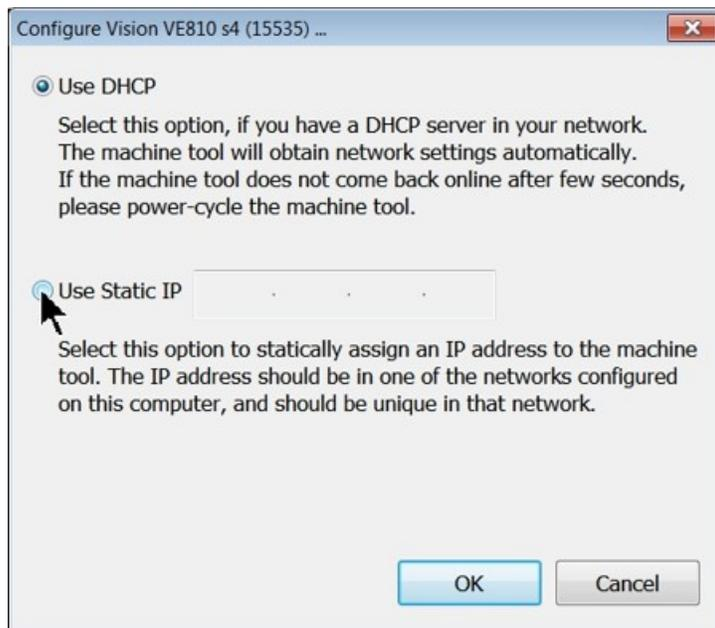 Configure Vision VE810 s4 (15535) ...
Use DHCP
Select this option, if you have a DHCP server in your network.
The machine tool will obtain network settings automatically.
If the machine tool does not come back online after few seconds,
please power-cycle the machine tool.
Use Static IP . . .
Select this option to statically assign an IP address to the machine
tool. The IP address should be in one of the networks configured
on this computer, and should be unique in that network.
OK Cancel